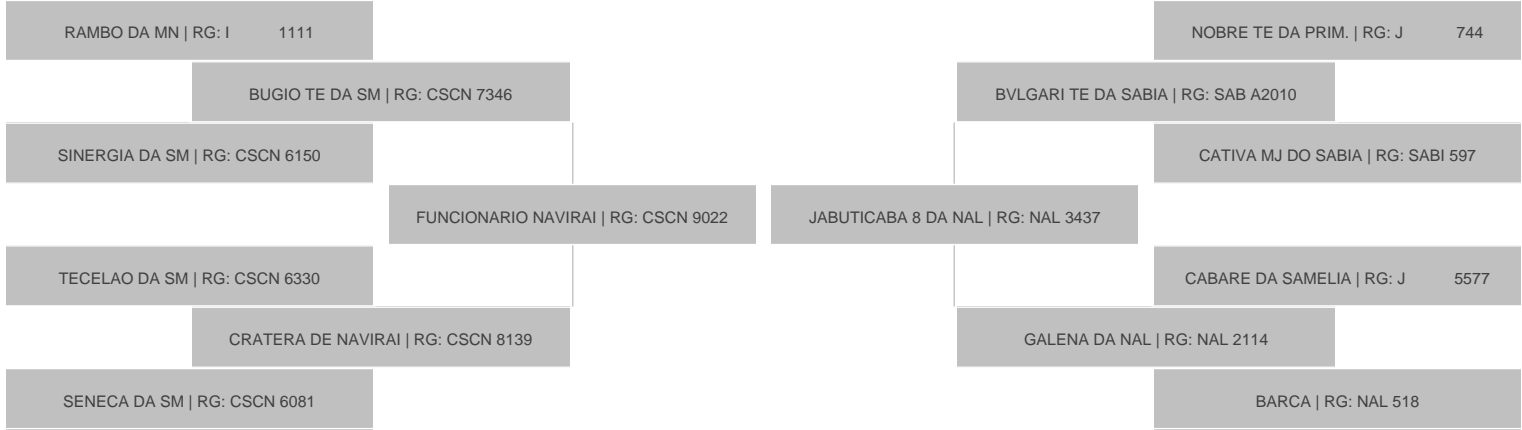 RAMBO DA MN | RG: I 1111
NOBRE TE DA PRIM. | RG: J 744
BUGIO TE DA SM | RG: CSCN 7346
BVLGARI TE DA SABIA | RG: SAB A2010
SINERGIA DA SM | RG: CSCN 6150
CATIVA MJ DO SABIA | RG: SABI 597
FUNCIONARIO NAVIRAI | RG: CSCN 9022
JABUTICABA 8 DA NAL | RG: NAL 3437
TECELAO DA SM | RG: CSCN 6330
CABARE DA SAMELIA | RG: J 5577
CRATERA DE NAVIRAI | RG: CSCN 8139
GALENA DA NAL | RG: NAL 2114
SENECA DA SM | RG: CSCN 6081
BARCA | RG: NAL 518